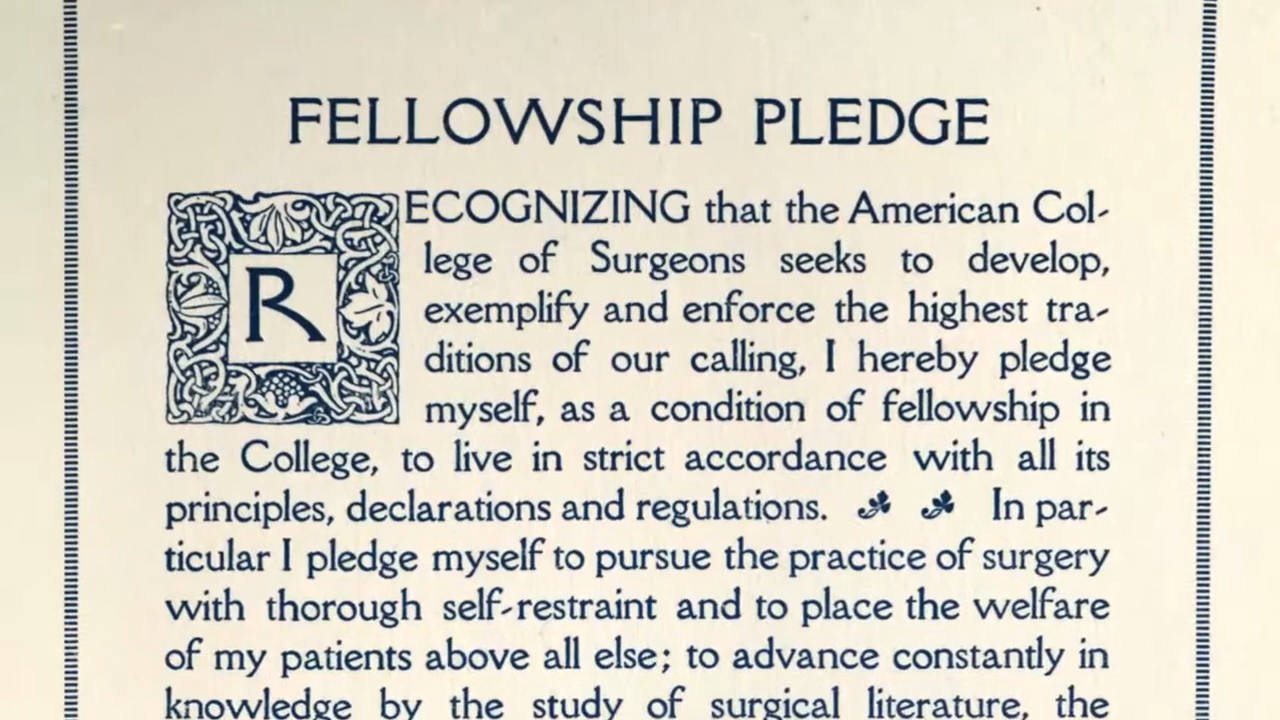 FELLOWSHIP PLEDGE
RECOGNIZING that the American Col-
lege of Surgeons seeks to develop,
exemplify and enforce the highest tra-
ditions of our calling, I hereby pledge
myself, as a condition of fellowship in
the College, to live in strict accordance with all its
principles, declarations and regulations. In par-
ticular I pledge myself to pursue the practice of surgery
with thorough self-restraint and to place the welfare
of my patients above all else; to advance constantly in
knowledge by the study of surgical literature, the